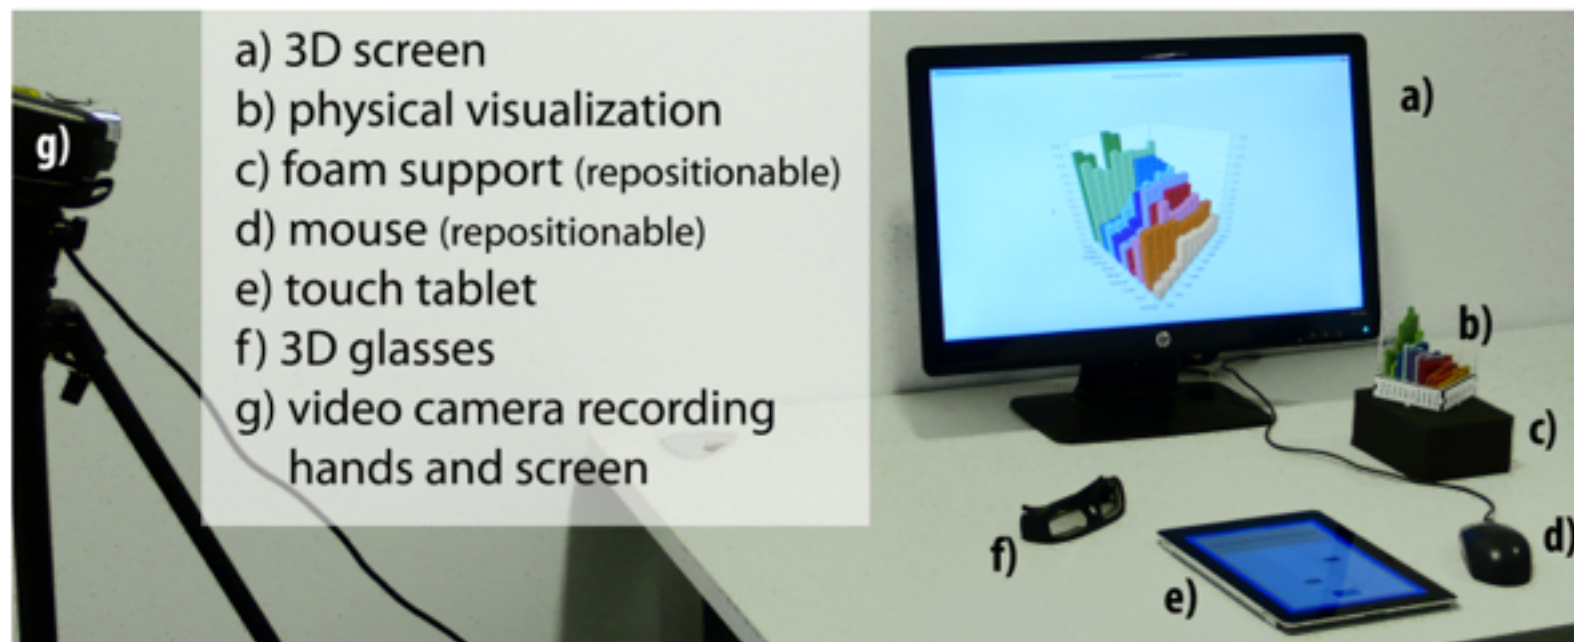 a) 3D screen
b) physical visualization
c) foam support (repositionable)
d) mouse (repositionable)
e) touch tablet
f) 3D glasses
g) video camera recording
hands and screen
g)
a)
b)
c)
d)
e)
f)
hp